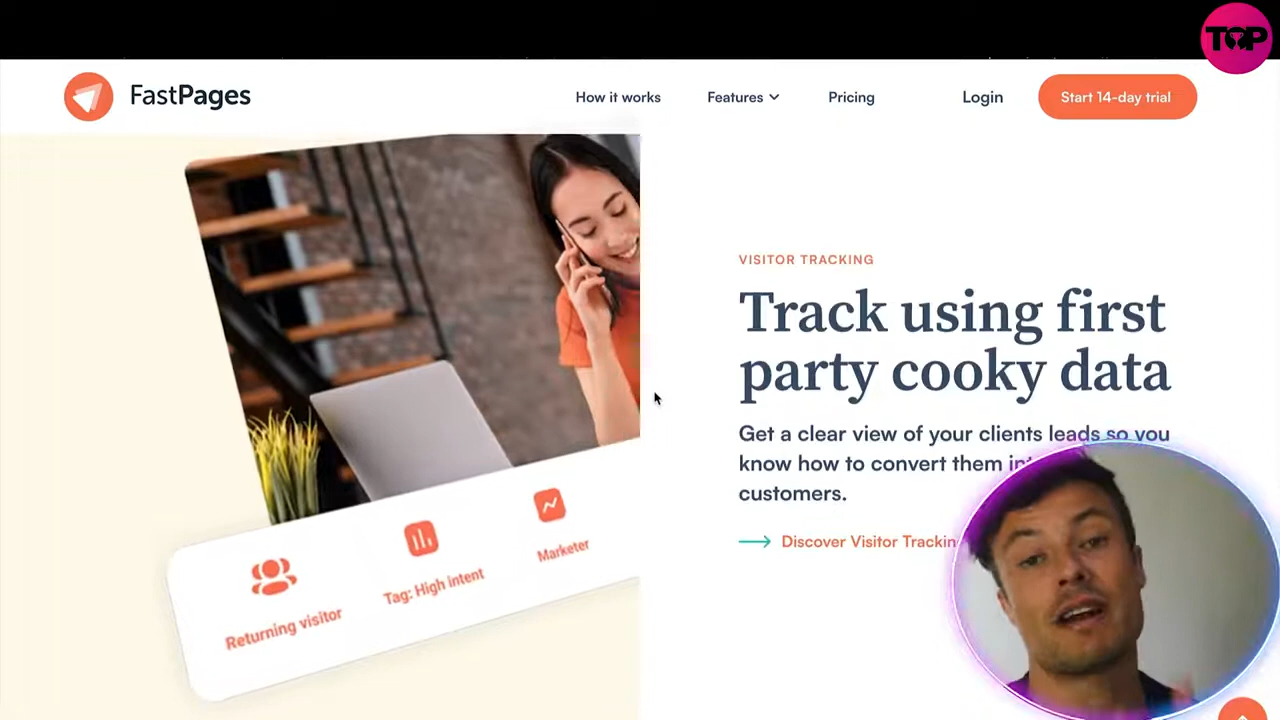 TOP
FastPages
How it works
Features
Pricing
Login
Start 14-day trial
VISITOR TRACKING
Track using first
party cooky data
Get a clear view of your clients leads so you
know how to convert them
customers.
Discover Visitor
Returning visitor
Tag: High intent
Marketer